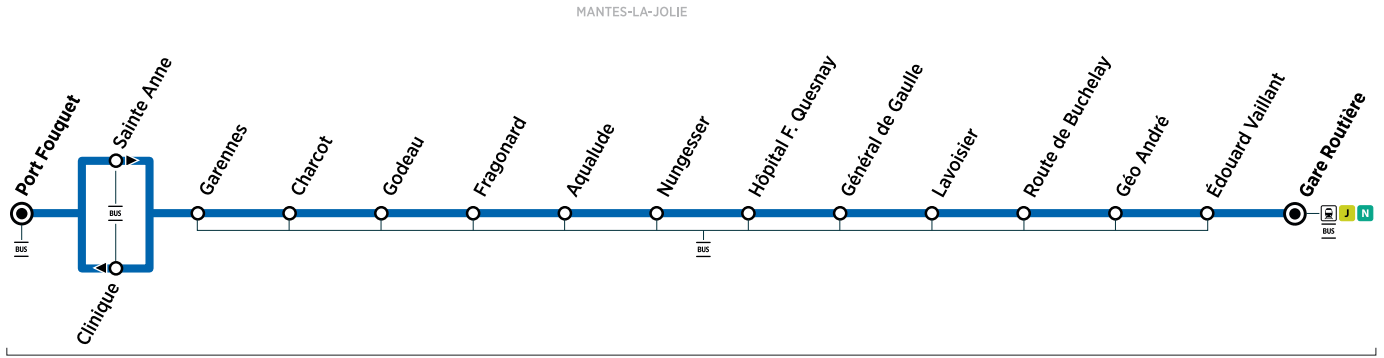 MANTES-LA-JOLIE
Port Fouquet
Sainte Anne
Clinique
Garennes
Charcot
Godeau
Fragonard
Aqualude
Nungesser
Hôpital F. Quesnay
Général de Gaulle
Lavoisier
Route de Buchelay
Géo André
Édouard Vaillant
Gare Routière
J N
BUS
BUS
BUS
BUS